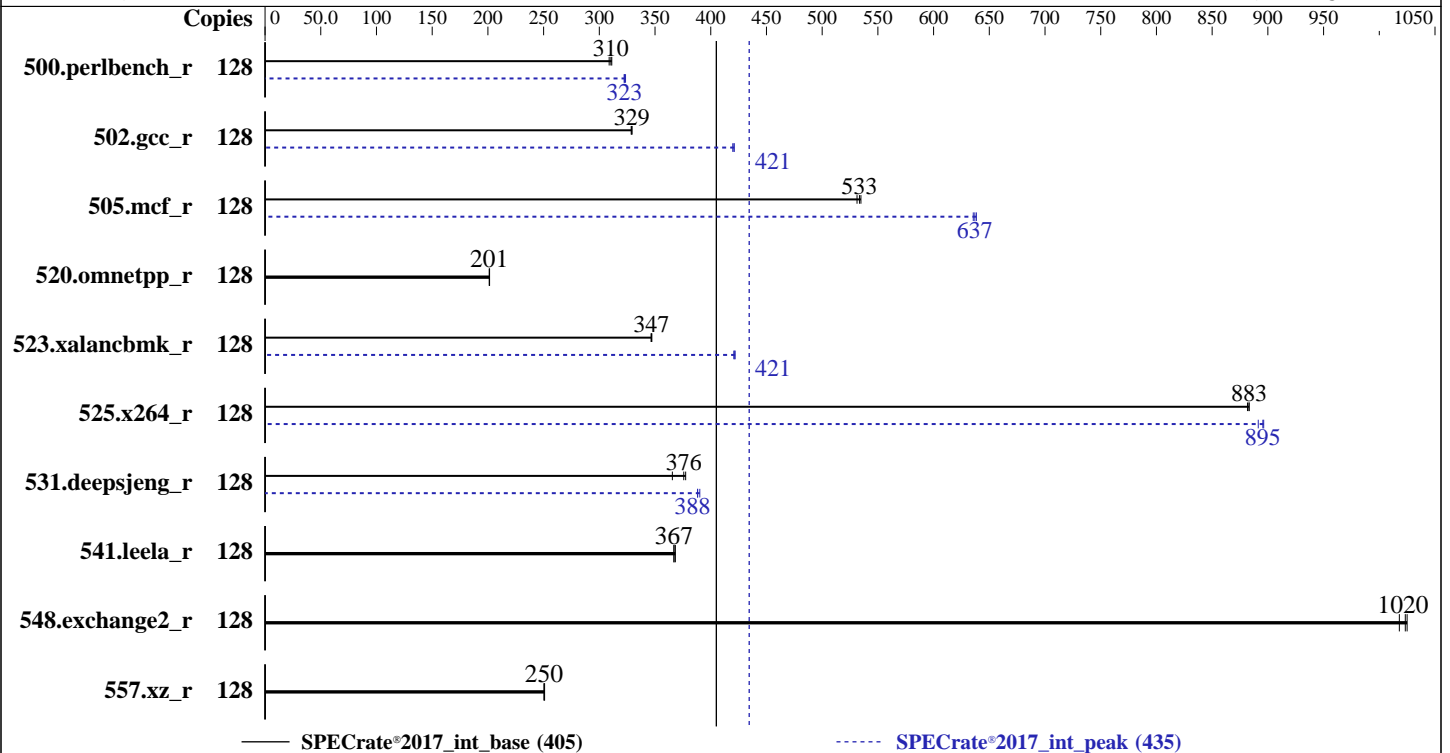 Copies 0 50.0 100 150 200 250 300 350 400 450 500 550 600 650 700 750 800 850 900 950 1050
310
500.perlbench_r 128
323
329
502.gcc_r 128
421
533
505.mcf_r 128
637
201
520.omnetpp_r 128
347
523.xalancbmk_r 128
421
883
525.x264_r 128
895
376
531.deepsjeng_r 128
388
367
541.leela_r 128
1020
548.exchange2_r 128
250
557.xz_r 128
SPECrate®2017_int_base (405) SPECrate®2017_int_peak (435)